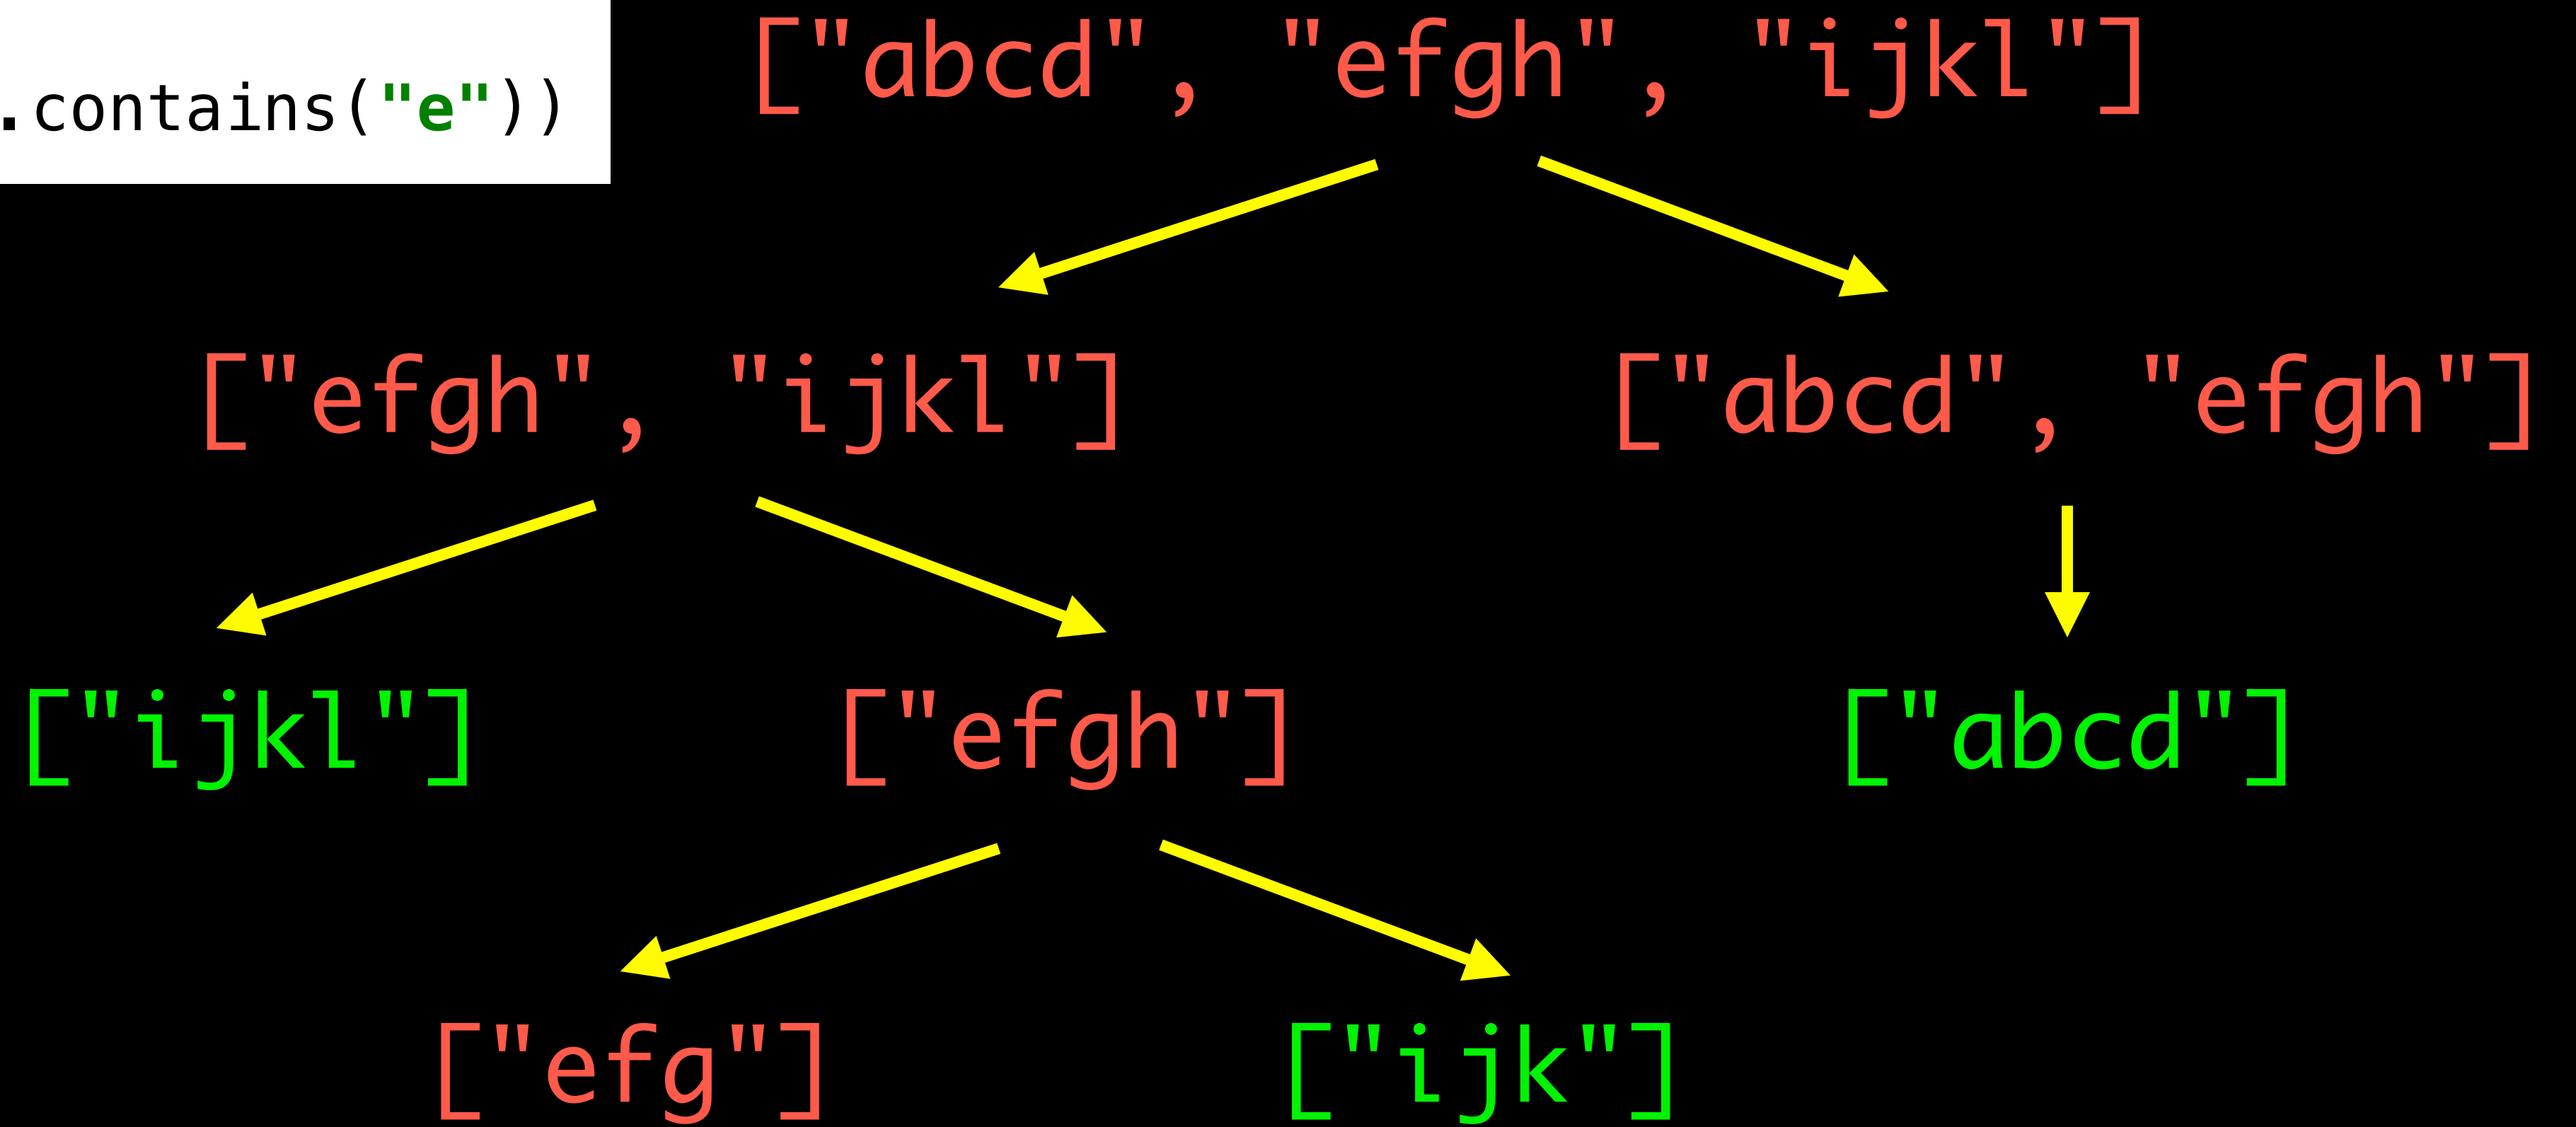 .contains("e"))
["abcd", "efgh", "ijkl"]
["efgh", "ijkl"]
["abcd", "efgh"]
["ijkl"]
["efgh"]
["abcd"]
["efg"]
["ijk"]